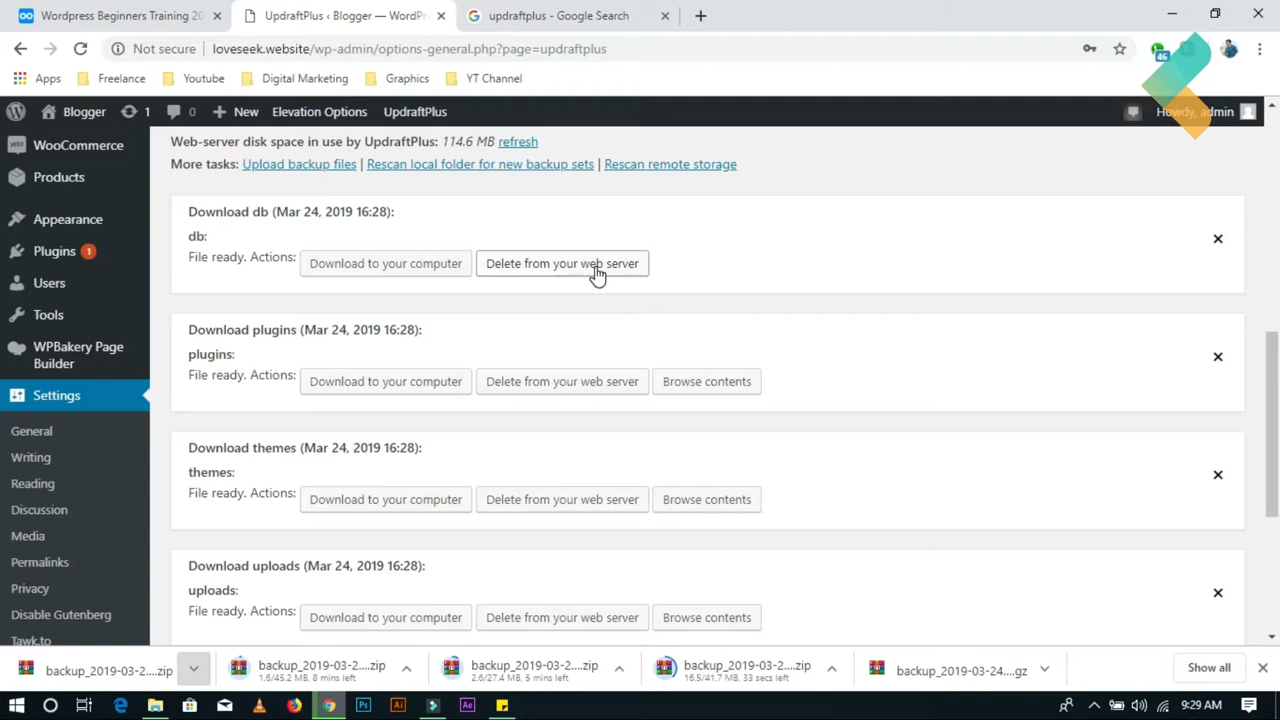 Wordpress Beginners Training 20
UpdraftPlus ‹ Blogger — WordPr
updraftplus - Google Search
Not secure
loveseek.website/wp-admin/options-general.php?page=updraftplus
46
Apps
Freelance
Youtube
Digital Marketing
Graphics
YT Channel
Blogger
1
0
New
Elevation Options
UpdraftPlus
Howdy, admin
WooCommerce
Products
Appearance
Plugins 1
Users
Tools
WPBakery Page
Builder
Settings
General
Writing
Reading
Discussion
Media
Permalinks
Privacy
Disable Gutenberg
Tawk.to
Web-server disk space in use by UpdraftPlus: 114.6 MB refresh
More tasks: Upload backup files | Rescan local folder for new backup sets | Rescan remote storage
Download db (Mar 24, 2019 16:28):
db:
File ready. Actions: Download to your computer Delete from your web server
Download plugins (Mar 24, 2019 16:28):
plugins:
File ready. Actions: Download to your computer Delete from your web server Browse contents
Download themes (Mar 24, 2019 16:28):
themes:
File ready. Actions: Download to your computer Delete from your web server Browse contents
Download uploads (Mar 24, 2019 16:28):
uploads:
File ready. Actions: Download to your computer Delete from your web server Browse contents
backup_2019-03-2....zip
backup_2019-03-2....zip
1.6/45.2 MB, 8 mins left
backup_2019-03-2....zip
2.6/27.4 MB, 5 mins left
backup_2019-03-2....zip
16.5/41.7 MB, 33 secs left
backup_2019-03-24....gz
Show all
Ps
Ai
Ae
9:29 AM